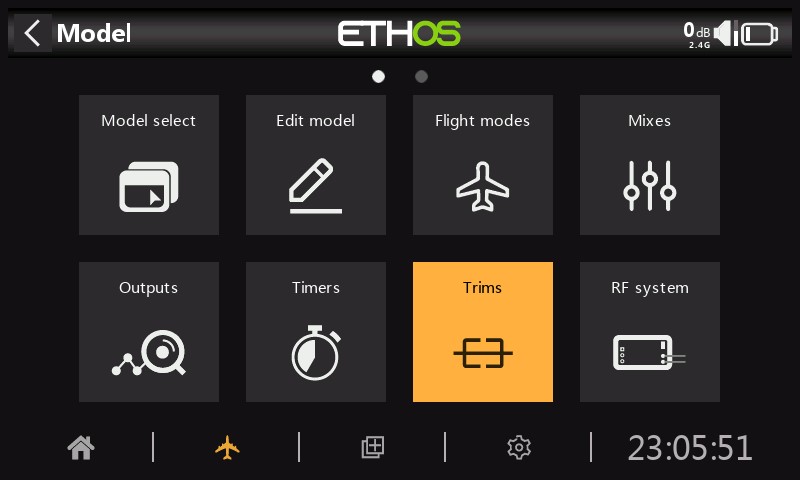 Model
ETHOS
0dB
2.4G
Model select
Edit model
Flight modes
Mixes
Outputs
Timers
Trims
RF system
23:05:51